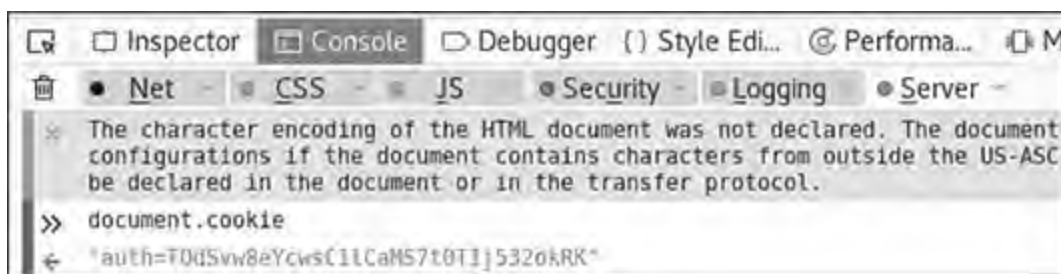 Inspector Console Debugger {} Style Edi... Performa... M
Net CSS JS Security Logging Server
The character encoding of the HTML document was not declared. The document
configurations if the document contains characters from outside the US-ASC
be declared in the document or in the transfer protocol.
» document.cookie
← "auth=